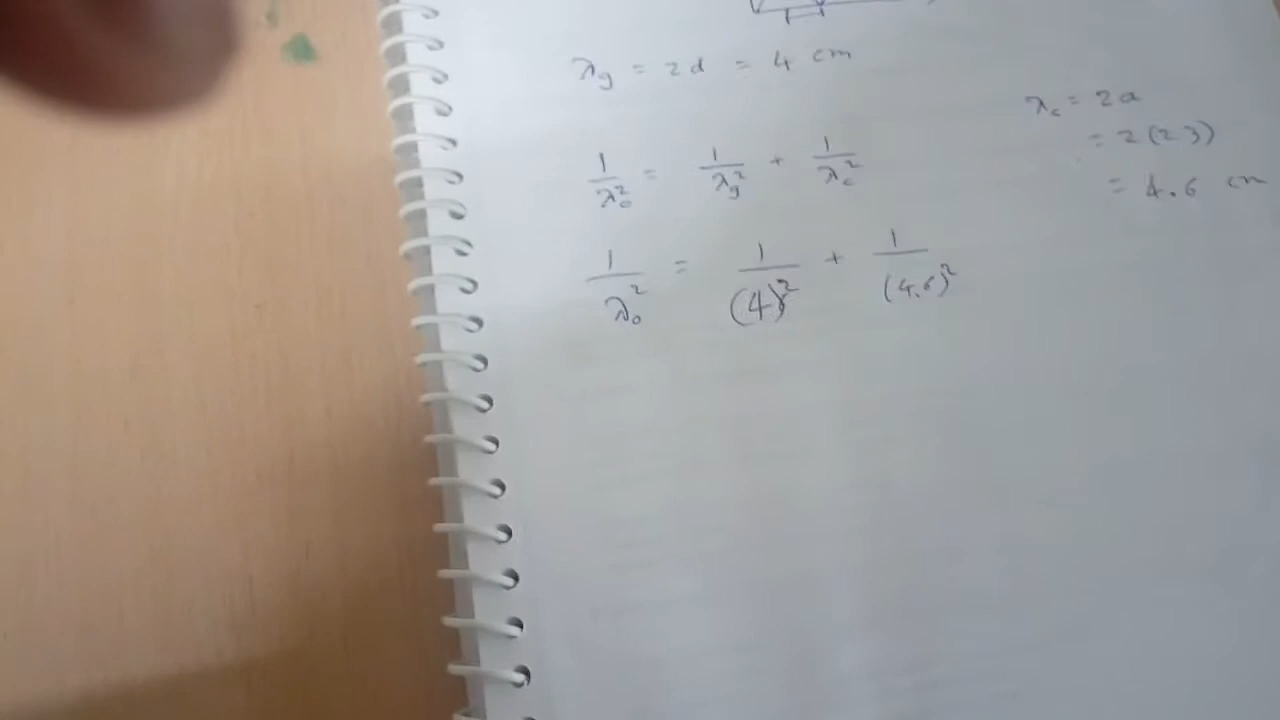 λg = 2d = 4 cm
λc = 2a
= 2(2.3)
= 4.6 cm
1/λ₀² = 1/λg² + 1/λc²
1/λ₀² = 1/(4)² + 1/(4.6)²